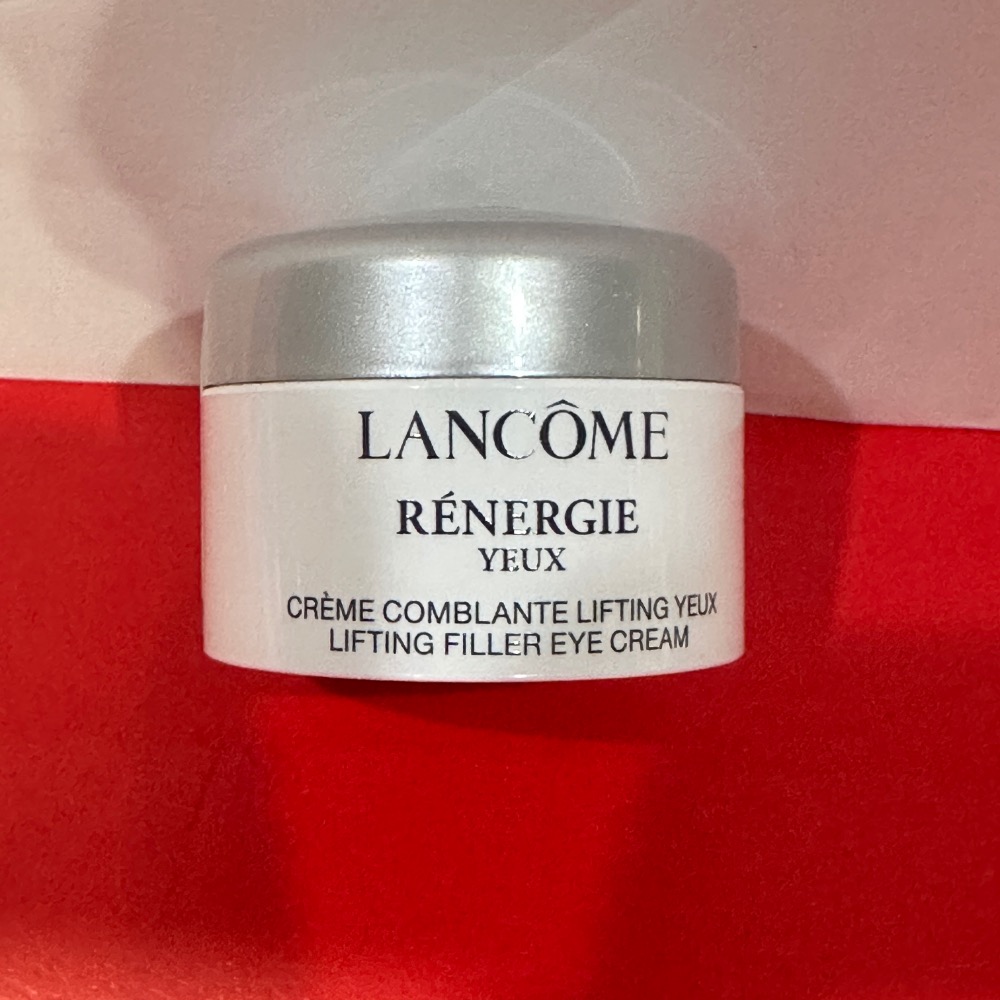 LANCÔME
RÉNERGIE
YEUX
CRÈME COMBLANTE LIFTING YEUX
LIFTING FILLER EYE CREAM